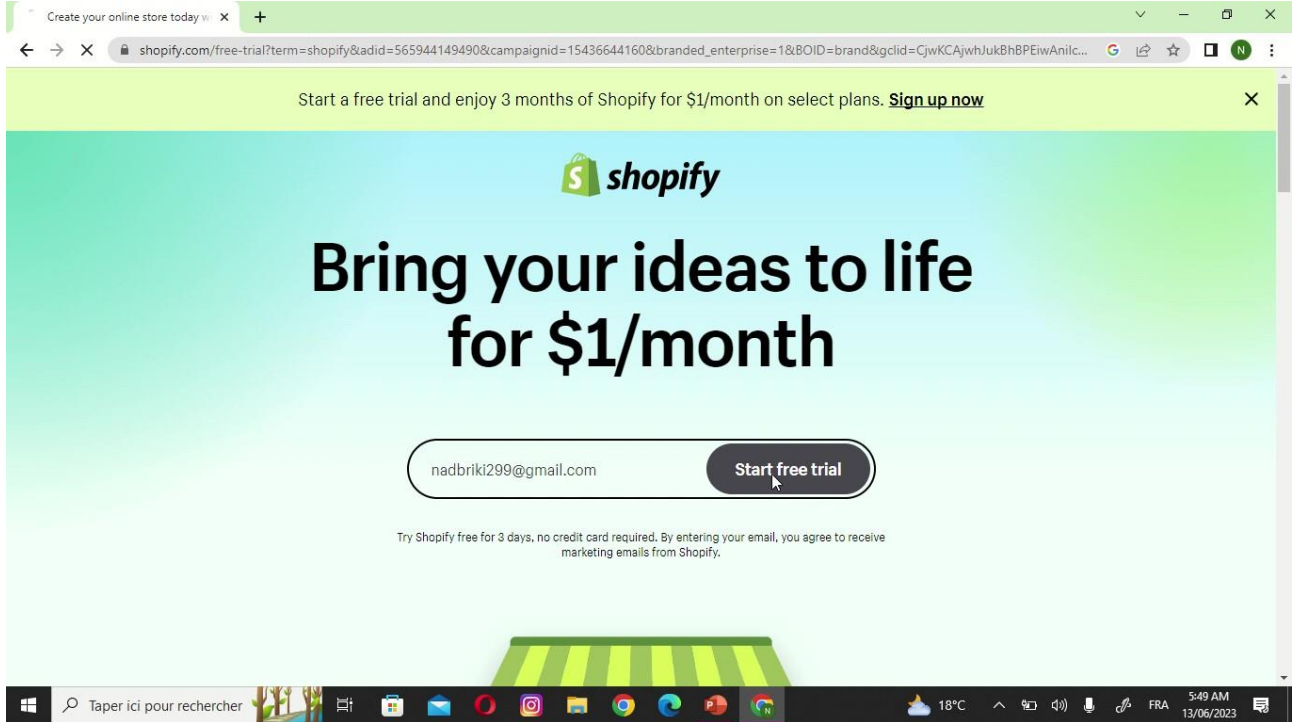 Create your online store today w
shopify.com/free-trial?term=shopify&adid=565944149490&campaignid=15436644160&branded_enterprise=1&BOID=brand&gclid=CjwKCAjwhJukBhBPEiwAnilc...
N
Start a free trial and enjoy 3 months of Shopify for $1/month on select plans. Sign up now
shopify
Bring your ideas to life
for $1/month
nadbriki299@gmail.com
Start free trial
Try Shopify free for 3 days, no credit card required. By entering your email, you agree to receive
marketing emails from Shopify.
Taper ici pour rechercher
18°C
FRA
5:49 AM
13/06/2023